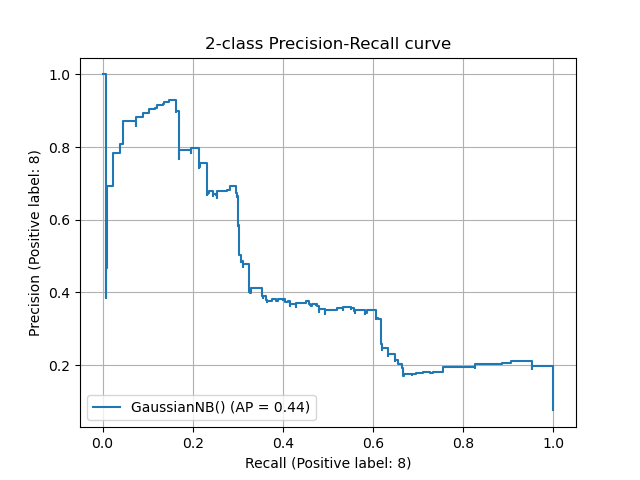 2-class Precision-Recall curve
1.0
0.8
0.6
0.4
0.2
Precision (Positive label: 8)
GaussianNB() (AP = 0.44)
0.0 0.2 0.4 0.6 0.8 1.0
Recall (Positive label: 8)